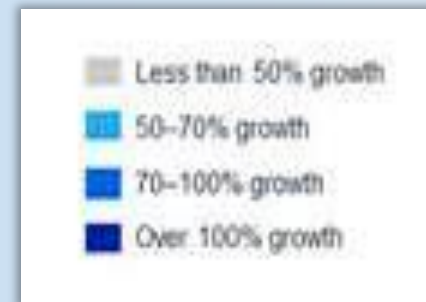 Less than 50% growth
50–70% growth
70–100% growth
Over 100% growth